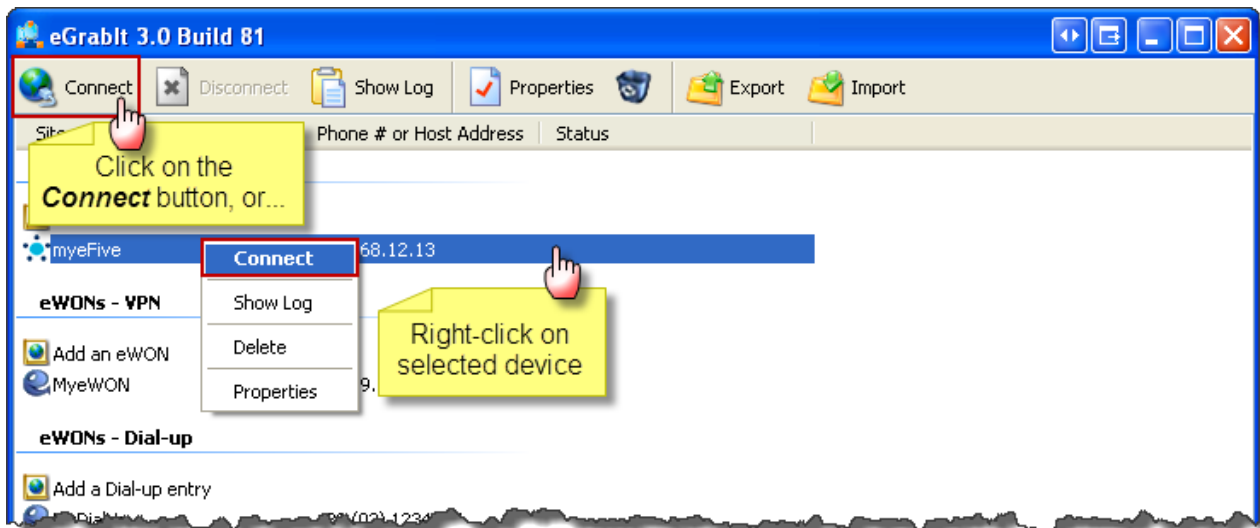 eGrabIt 3.0 Build 81
Connect Disconnect Show Log Properties Export Import
Phone # or Host Address Status
Click on the
Connect button, or...
myeFive 68.12.13
Connect
Show Log
Delete
Properties
Right-click on
selected device
eWONs - VPN
Add an eWON
MyeWON 9.
eWONs - Dial-up
Add a Dial-up entry